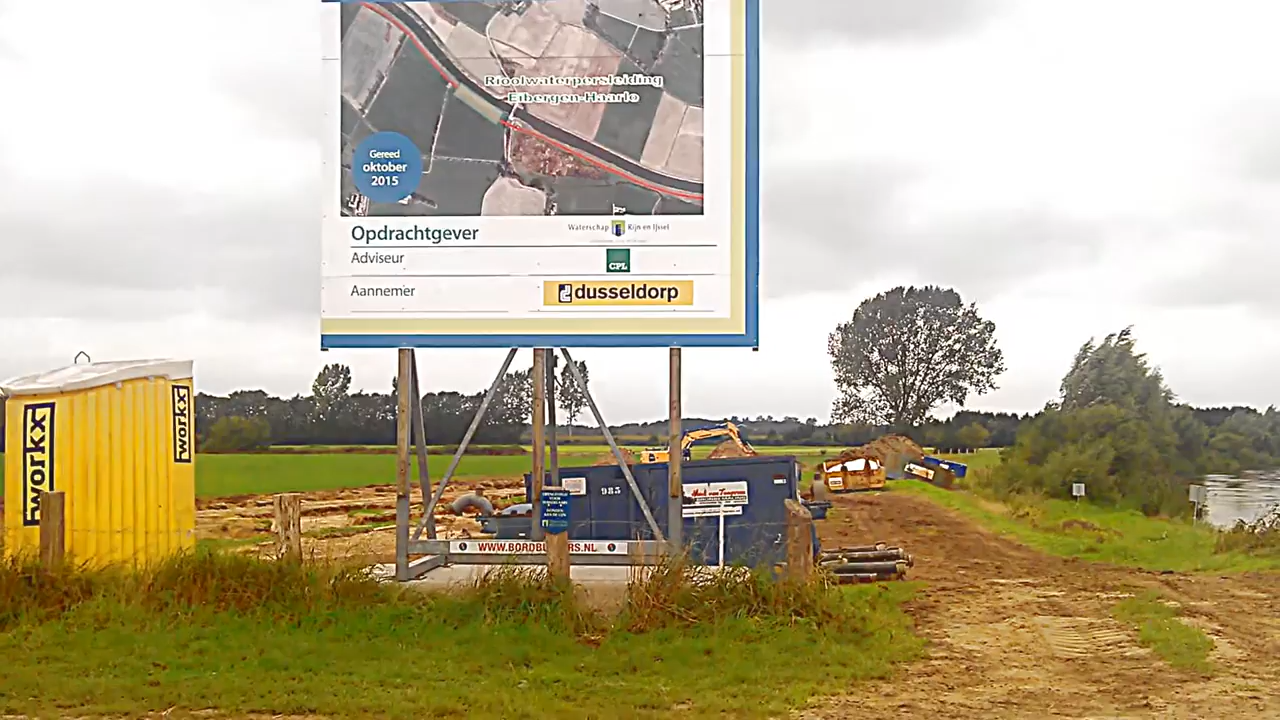 Rioolwaterpersleiding
Eibergen-Haarlo
Gereed
oktober
2015
Opdrachtgever
Waterschap Rijn en IJssel
Adviseur
CPL
Aannemer
dusseldorp
workx
workx
985
WWW.BORDBUSTERS.NL